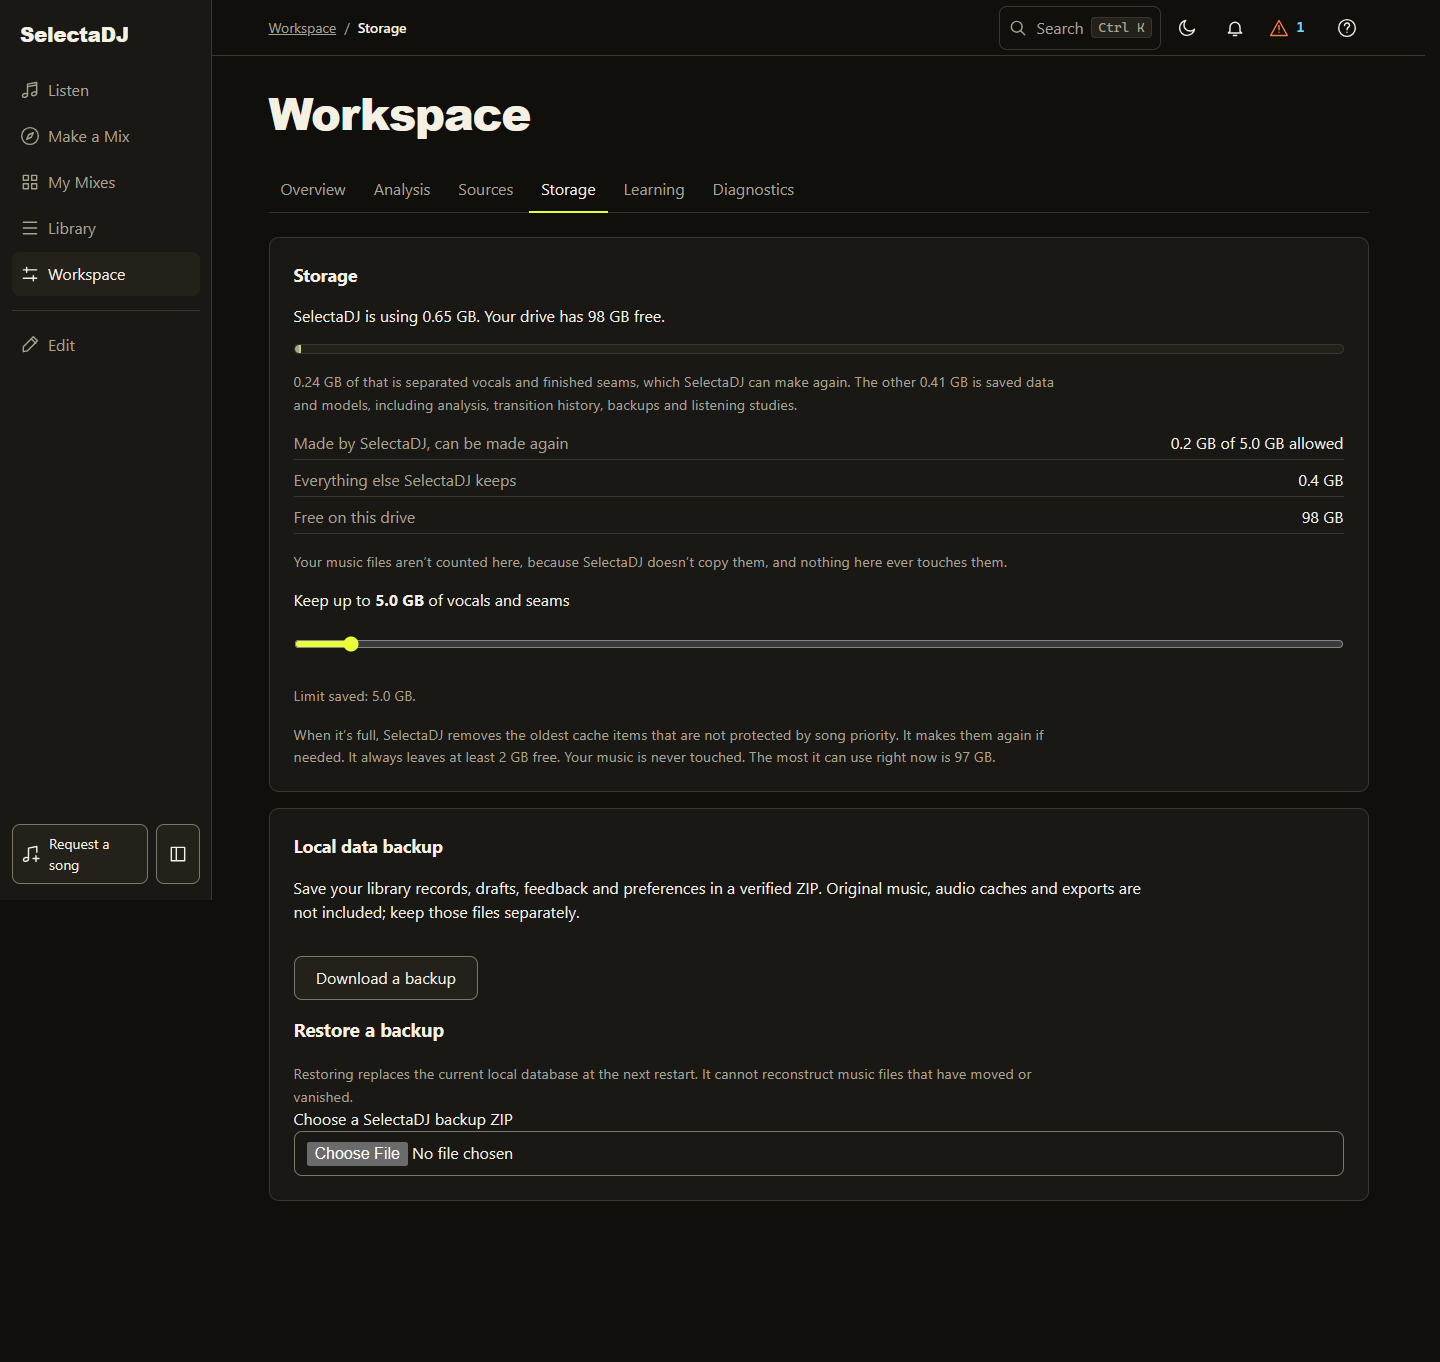 SelectaDJ
Listen
Make a Mix
My Mixes
Library
Workspace
Edit
Request a
song
Workspace / Storage
Search Ctrl K
1
Workspace
Overview Analysis Sources Storage Learning Diagnostics
Storage
SelectaDJ is using 0.65 GB. Your drive has 98 GB free.
0.24 GB of that is separated vocals and finished seams, which SelectaDJ can make again. The other 0.41 GB is saved data
and models, including analysis, transition history, backups and listening studies.
Made by SelectaDJ, can be made again 0.2 GB of 5.0 GB allowed
Everything else SelectaDJ keeps 0.4 GB
Free on this drive 98 GB
Your music files aren’t counted here, because SelectaDJ doesn’t copy them, and nothing here ever touches them.
Keep up to 5.0 GB of vocals and seams
Limit saved: 5.0 GB.
When it’s full, SelectaDJ removes the oldest cache items that are not protected by song priority. It makes them again if
needed. It always leaves at least 2 GB free. Your music is never touched. The most it can use right now is 97 GB.
Local data backup
Save your library records, drafts, feedback and preferences in a verified ZIP. Original music, audio caches and exports are
not included; keep those files separately.
Download a backup
Restore a backup
Restoring replaces the current local database at the next restart. It cannot reconstruct music files that have moved or
vanished.
Choose a SelectaDJ backup ZIP
Choose File No file chosen